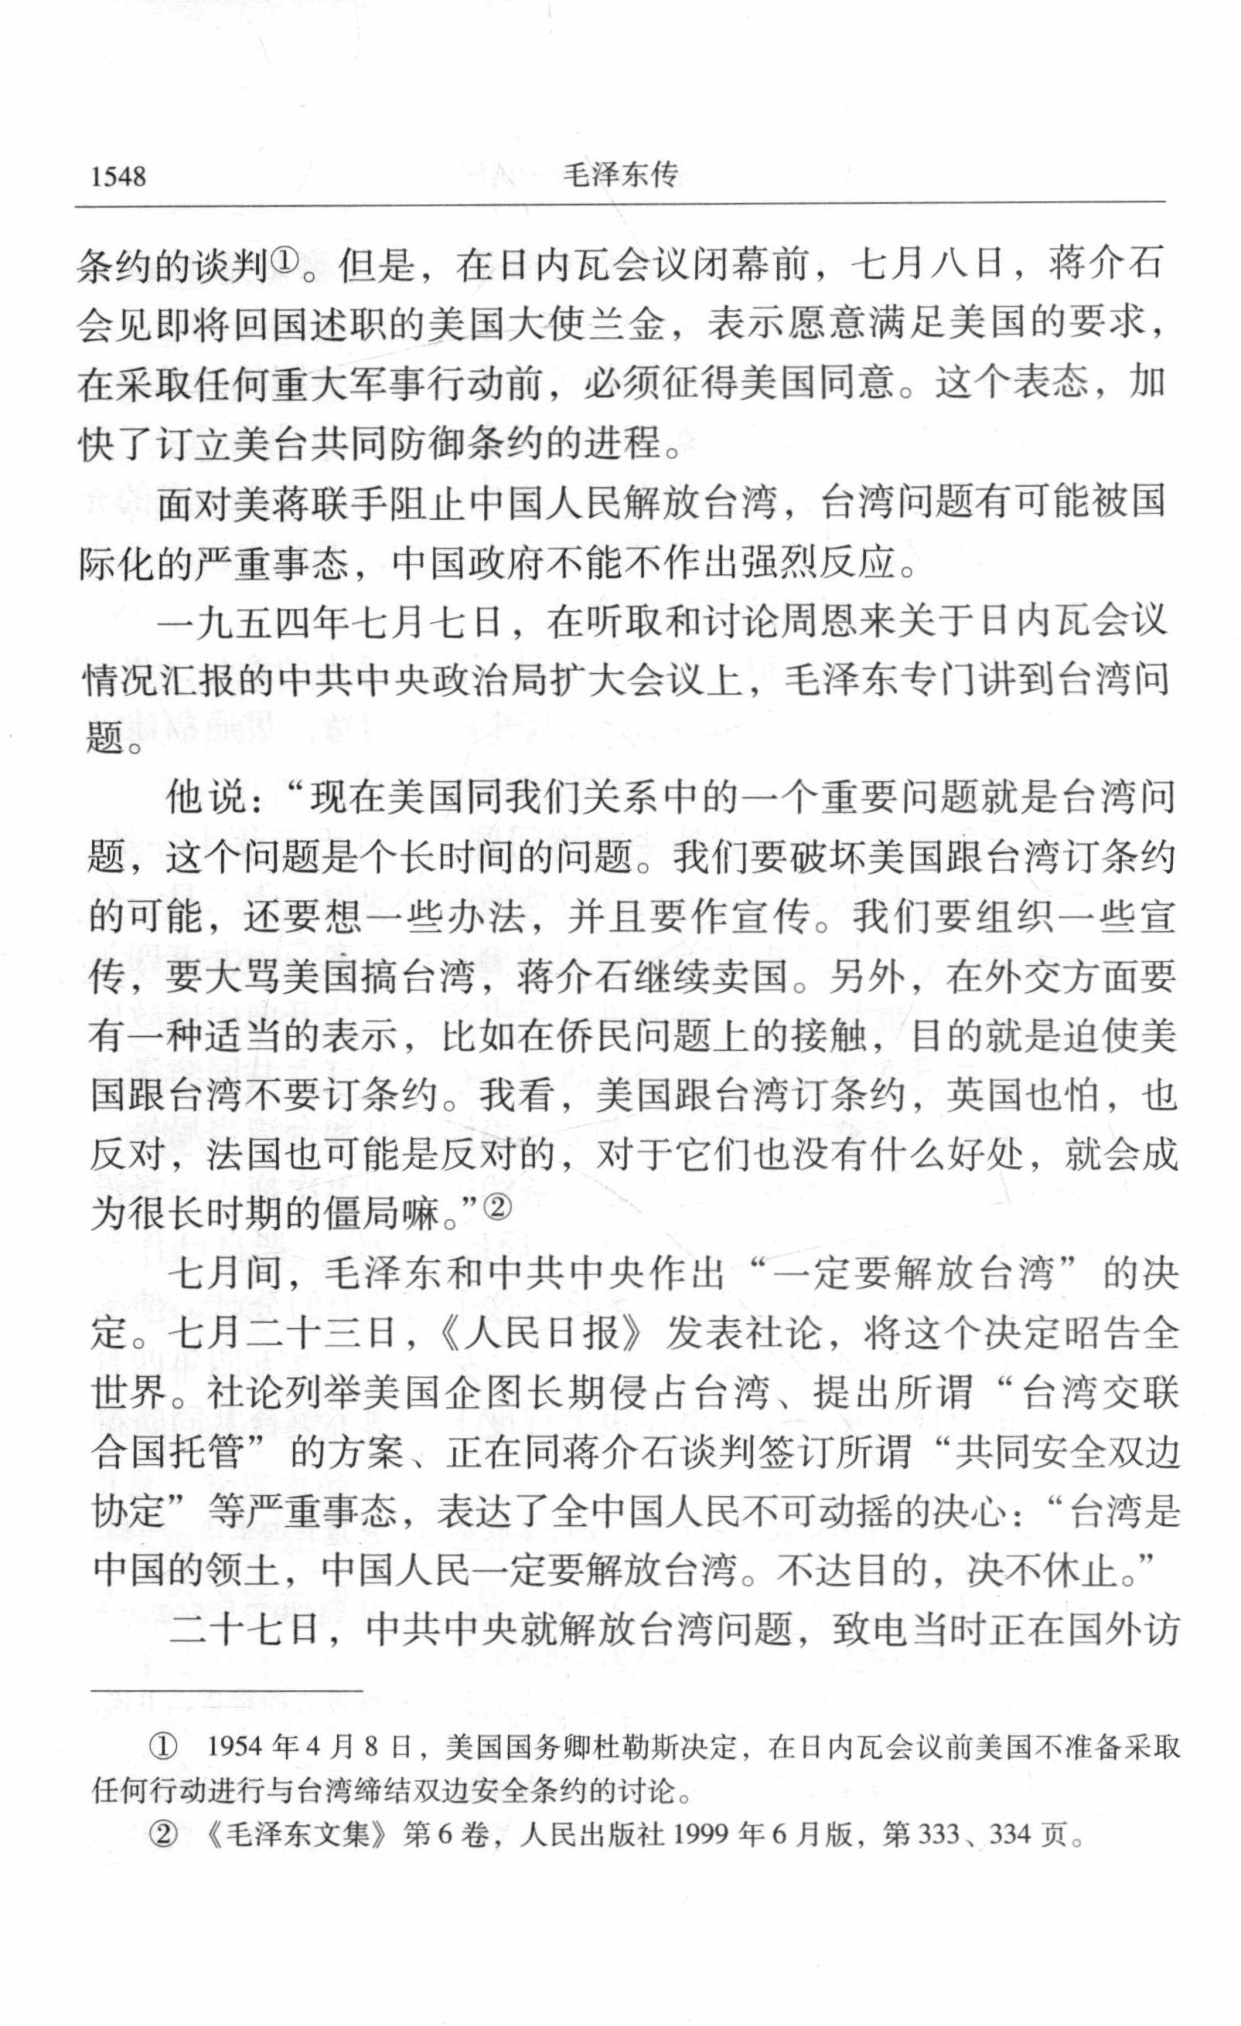 1548 毛泽东传
条约的谈判①。但是，在日内瓦会议闭幕前，七月八日，蒋介石
会见即将回国述职的美国大使兰金，表示愿意满足美国的要求，
在采取任何重大军事行动前，必须征得美国同意。这个表态，加
快了订立美台共同防御条约的进程。
面对美蒋联手阻止中国人民解放台湾，台湾问题有可能被国
际化的严重事态，中国政府不能不作出强烈反应。
一九五四年七月七日，在听取和讨论周恩来关于日内瓦会议
情况汇报的中共中央政治局扩大会议上，毛泽东专门讲到台湾问
题。
他说：“现在美国同我们关系中的一个重要问题就是台湾问
题，这个问题是个长时间的问题。我们要破坏美国跟台湾订条约
的可能，还要想一些办法，并且要作宣传。我们要组织一些宣
传，要大骂美国搞台湾，蒋介石继续卖国。另外，在外交方面要
有一种适当的表示，比如在侨民问题上的接触，目的就是迫使美
国跟台湾不要订条约。我看，美国跟台湾订条约，英国也怕，也
反对，法国也可能是反对的，对于它们也没有什么好处，就会成
为很长时期的僵局嘛。”②
七月间，毛泽东和中共中央作出“一定要解放台湾”的决
定。七月二十三日，《人民日报》发表社论，将这个决定昭告全
世界。社论列举美国企图长期侵占台湾、提出所谓“台湾交联
合国托管”的方案、正在同蒋介石谈判签订所谓“共同安全双边
协定”等严重事态，表达了全中国人民不可动摇的决心：“台湾是
中国的领土，中国人民一定要解放台湾。不达目的，决不休止。”
二十七日，中共中央就解放台湾问题，致电当时正在国外访
① 1954年4月8日，美国国务卿杜勒斯决定，在日内瓦会议前美国不准备采取
任何行动进行与台湾缔结双边安全条约的讨论。
② 《毛泽东文集》第6卷，人民出版社1999年6月版，第333、334页。